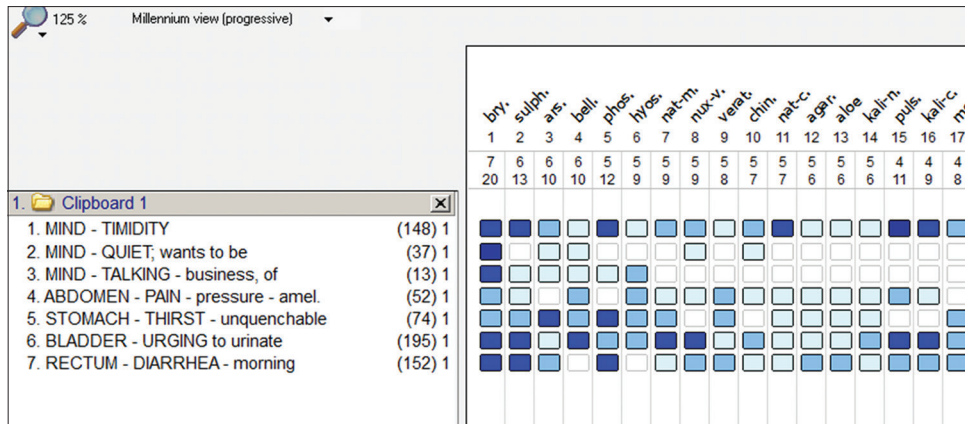 125 % Millennium view (progressive)
bry. sulph. ars. bell. phos. hyos. nat-m. nux-v. verat. chin. nat-c. agar. aloe kali-n. puls. kali-c.
1 2 3 4 5 6 7 8 9 10 11 12 13 14 15 16 17
7 6 6 6 5 5 5 5 5 5 5 5 5 5 4 4 4
20 13 10 10 12 9 9 9 8 7 7 6 6 6 11 9 8
1. Clipboard 1
1. MIND - TIMIDITY (148) 1
2. MIND - QUIET; wants to be (37) 1
3. MIND - TALKING - business, of (13) 1
4. ABDOMEN - PAIN - pressure - amel. (52) 1
5. STOMACH - THIRST - unquenchable (74) 1
6. BLADDER - URGING to urinate (195) 1
7. RECTUM - DIARRHEA - morning (152) 1